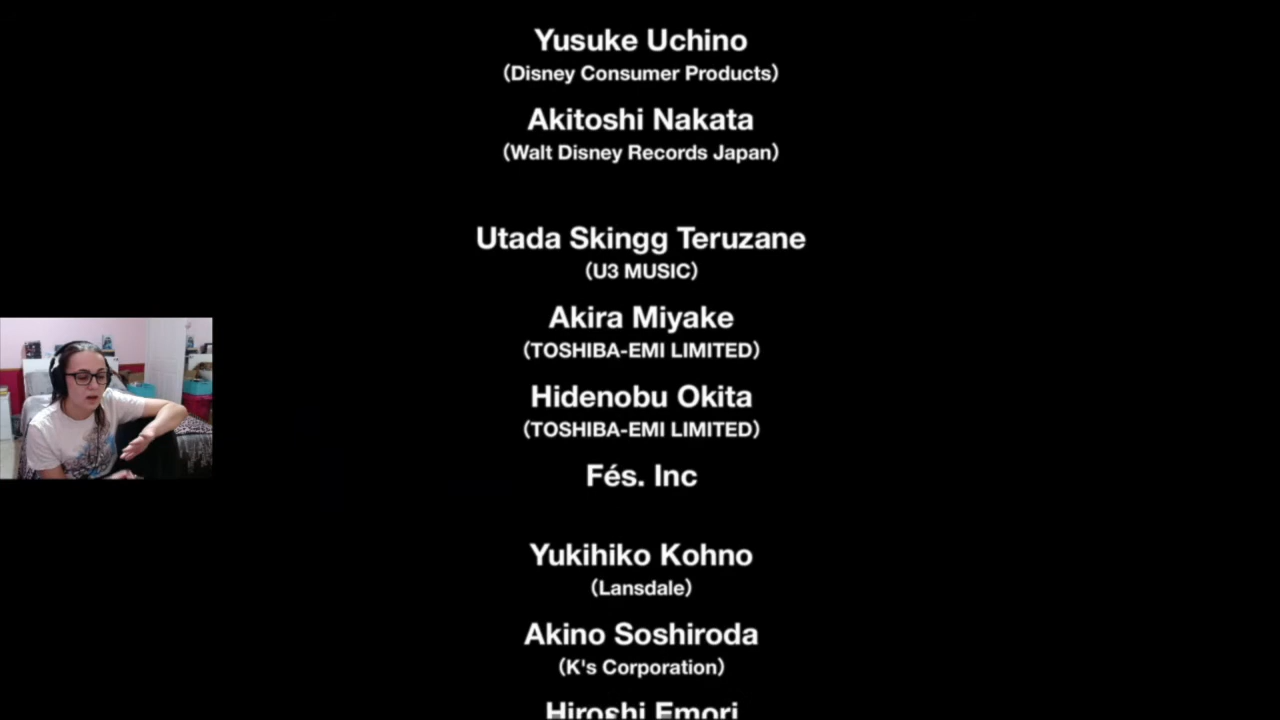 Yusuke Uchino
(Disney Consumer Products)
Akitoshi Nakata
(Walt Disney Records Japan)
Utada Skingg Teruzane
(U3 MUSIC)
Akira Miyake
(TOSHIBA-EMI LIMITED)
Hidenobu Okita
(TOSHIBA-EMI LIMITED)
Fés. Inc
Yukihiko Kohno
(Lansdale)
Akino Soshiroda
(K's Corporation)
Hiroshi Emori